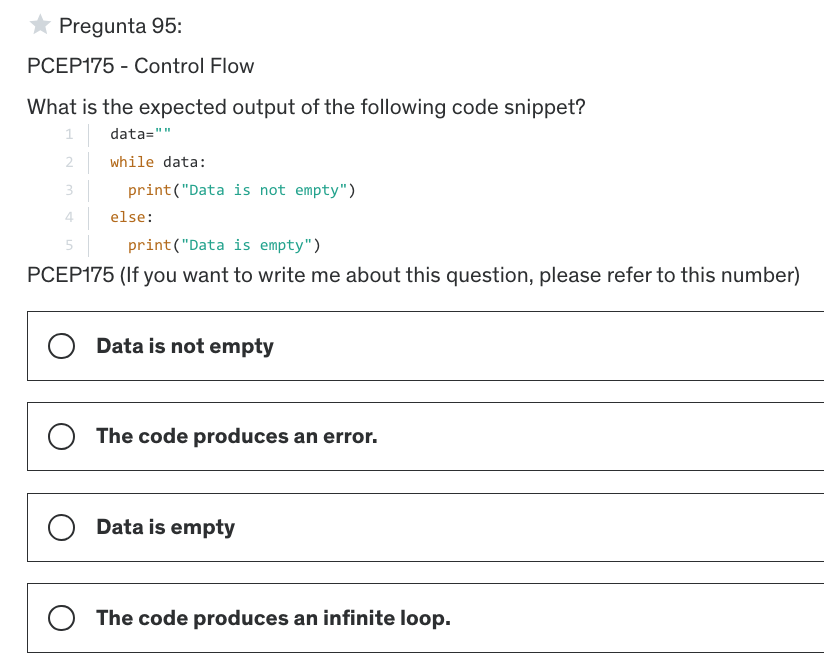 Pregunta 95:
PCEP175 - Control Flow
What is the expected output of the following code snippet?
1 data=""
2 while data:
3 print("Data is not empty")
4 else:
5 print("Data is empty")
PCEP175 (If you want to write me about this question, please refer to this number)
Data is not empty
The code produces an error.
Data is empty
The code produces an infinite loop.